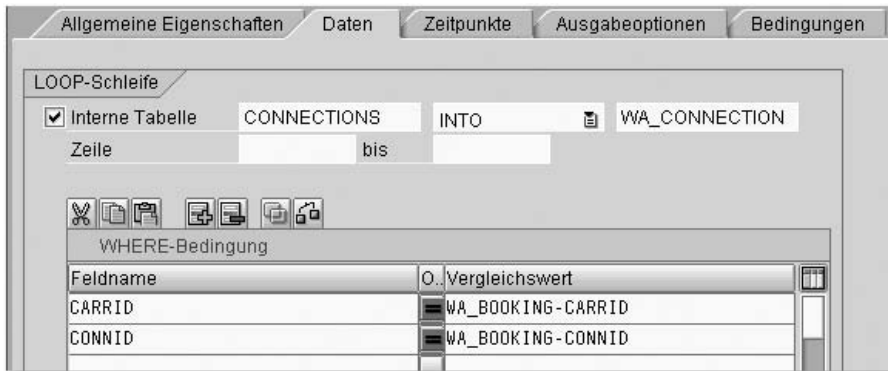 Allgemeine Eigenschaften Daten Zeitpunkte Ausgabeoptionen Bedingungen
LOOP-Schleife
Interne Tabelle CONNECTIONS INTO WA_CONNECTION
Zeile bis
WHERE-Bedingung
Feldname O.. Vergleichswert
CARRID = WA_BOOKING-CARRID
CONNID = WA_BOOKING-CONNID